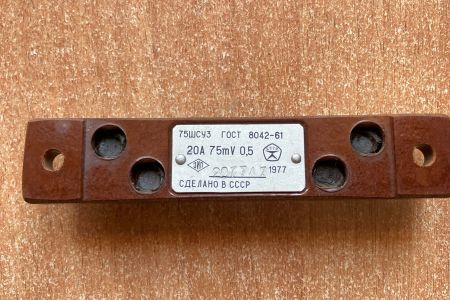 75ШСУ3 ГОСТ 8042-61
20А 75mV 0,5
1977
СДЕЛАНО В СССР